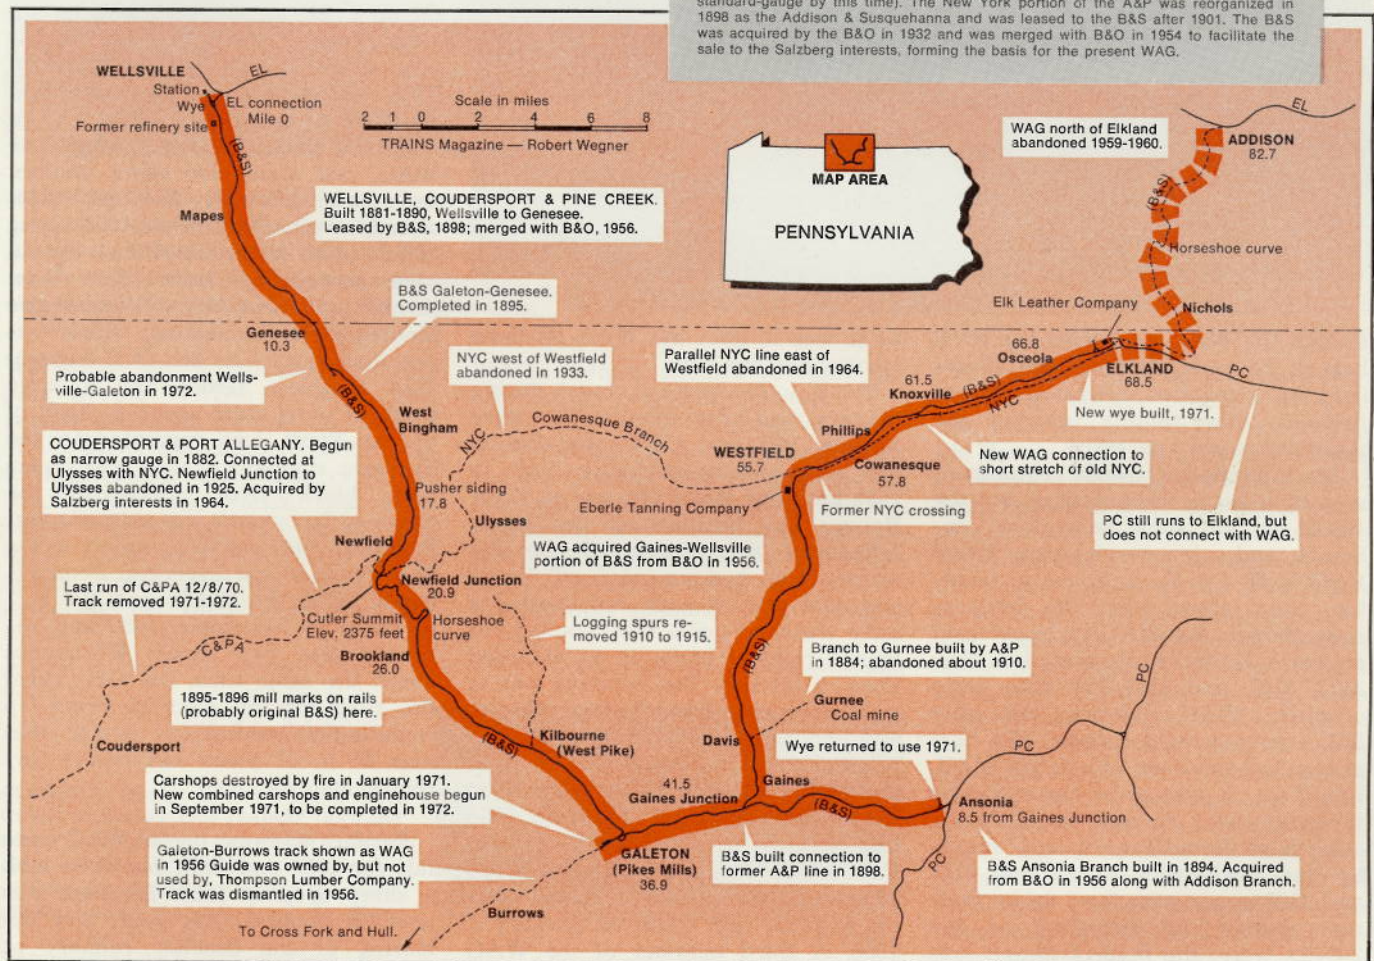 standard-gauge by this time). The New York portion of the A&P was reorganized in
1898 as the Addison & Susquehanna and was leased to the B&S after 1901. The B&S
was acquired by the B&O in 1932 and was merged with B&O in 1954 to facilitate the
sale to the Salzberg interests, forming the basis for the present WAG.
WELLSVILLE
Station
Wye
Former refinery site
EL
EL connection
Mile 0
(B&S)
Scale in miles
2 1 0 2 4 6 8
TRAINS Magazine — Robert Wegner
MAP AREA
PENNSYLVANIA
WAG north of Elkland
abandoned 1959-1960.
EL
ADDISON
82.7
(B&S)
Horseshoe curve
Nichols
Mapes
WELLSVILLE, COUDERSPORT & PINE CREEK.
Built 1881-1890, Wellsville to Genesee.
Leased by B&S, 1898; merged with B&O, 1956.
B&S Galeton-Genesee.
Completed in 1895.
Genesee
10.3
Elk Leather Company
Probable abandonment Wells-
ville-Galeton in 1972.
(B&S)
NYC west of Westfield
abandoned in 1933.
Parallel NYC line east of
Westfield abandoned in 1964.
66.8
Osceola
ELKLAND
68.5
PC
61.5
Knoxville
(B&S)
NYC
New wye built, 1971.
West
Bingham
COUDERSPORT & PORT ALLEGANY. Begun
as narrow gauge in 1882. Connected at
Ulysses with NYC. Newfield Junction to
Ulysses abandoned in 1925. Acquired by
Salzberg interests in 1964.
NYC
Cowanesque Branch
Phillips
WESTFIELD
55.7
Cowanesque
57.8
New WAG connection to
short stretch of old NYC.
Pusher siding
17.8
Ulysses
Eberle Tanning Company
Former NYC crossing
PC still runs to Elkland, but
does not connect with WAG.
Newfield
WAG acquired Gaines-Wellsville
portion of B&S from B&O in 1956.
Last run of C&PA 12/8/70.
Track removed 1971-1972.
Newfield Junction
20.9
Cutler Summit
Elev. 2375 feet
Horseshoe
curve
C&PA
Logging spurs re-
moved 1910 to 1915.
Brookland
26.0
(B&S)
Branch to Gurnee built by A&P
in 1884; abandoned about 1910.
PC
1895-1896 mill marks on rails
(probably original B&S) here.
Gurnee
Coal mine
Coudersport
(B&S)
Kilbourne
(West Pike)
Davis
Wye returned to use 1971.
PC
Carshops destroyed by fire in January 1971.
New combined carshops and enginehouse begun
in September 1971, to be completed in 1972.
41.5
Gaines Junction
Gaines
(B&S)
Ansonia
8.5 from Gaines Junction
Galeton-Burrows track shown as WAG
in 1956 Guide was owned by, but not
used by, Thompson Lumber Company.
Track was dismantled in 1956.
GALETON
(Pikes Mills)
36.9
B&S built connection to
former A&P line in 1898.
PC
B&S Ansonia Branch built in 1894. Acquired
from B&O in 1956 along with Addison Branch.
Burrows
To Cross Fork and Hull.